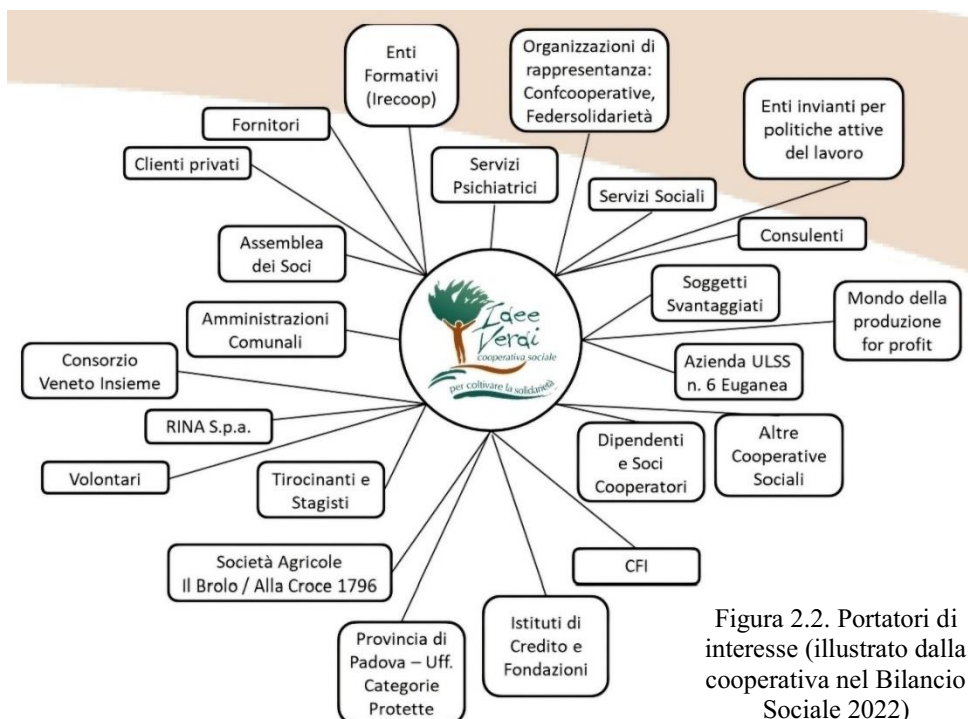 Enti
Formativi
(Irecoop)
Organizzazioni di
rappresentanza:
Confcooperative,
Federsolidarietà
Enti invianti per
politiche attive
del lavoro
Fornitori
Clienti privati
Servizi
Psichiatrici
Servizi Sociali
Consulenti
Assemblea
dei Soci
Soggetti
Svantaggiati
Mondo della
produzione
for profit
Amministrazioni
Comunali
Idee
Verdi
cooperativa sociale
per coltivare la solidarietà
Azienda ULSS
n. 6 Euganea
Consorzio
Veneto Insieme
RINA S.p.a.
Volontari
Tirocinanti e
Stagisti
Dipendenti
e Soci
Cooperatori
Altre
Cooperative
Sociali
Società Agricole
Il Brolo / Alla Croce 1796
CFI
Provincia di
Padova – Uff.
Categorie
Protette
Istituti di
Credito e
Fondazioni
Figura 2.2. Portatori di
interesse (illustrato dalla
cooperativa nel Bilancio
Sociale 2022)